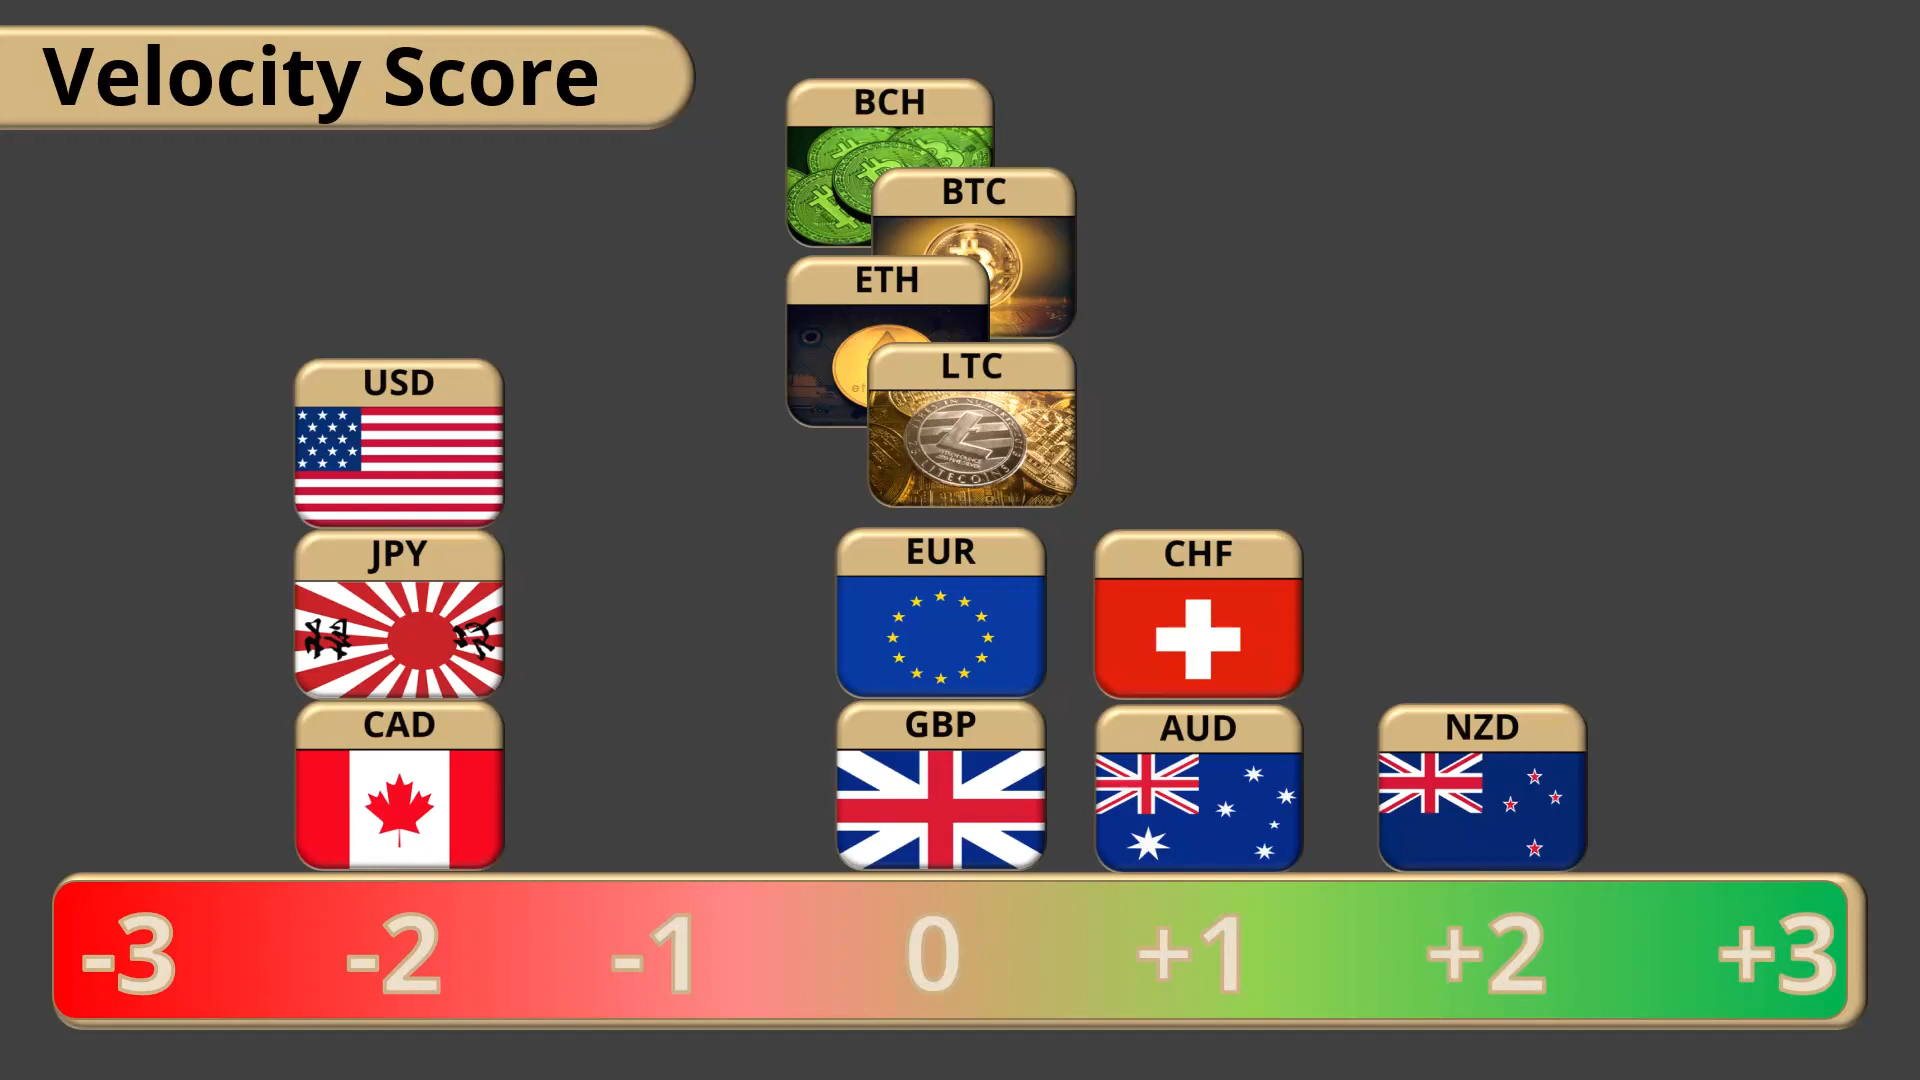 Velocity Score
BCH
BTC
ETH
LTC
USD
JPY
EUR
CHF
CAD
GBP
AUD
NZD
LITECOINS
-3 -2 -1 0 +1 +2 +3